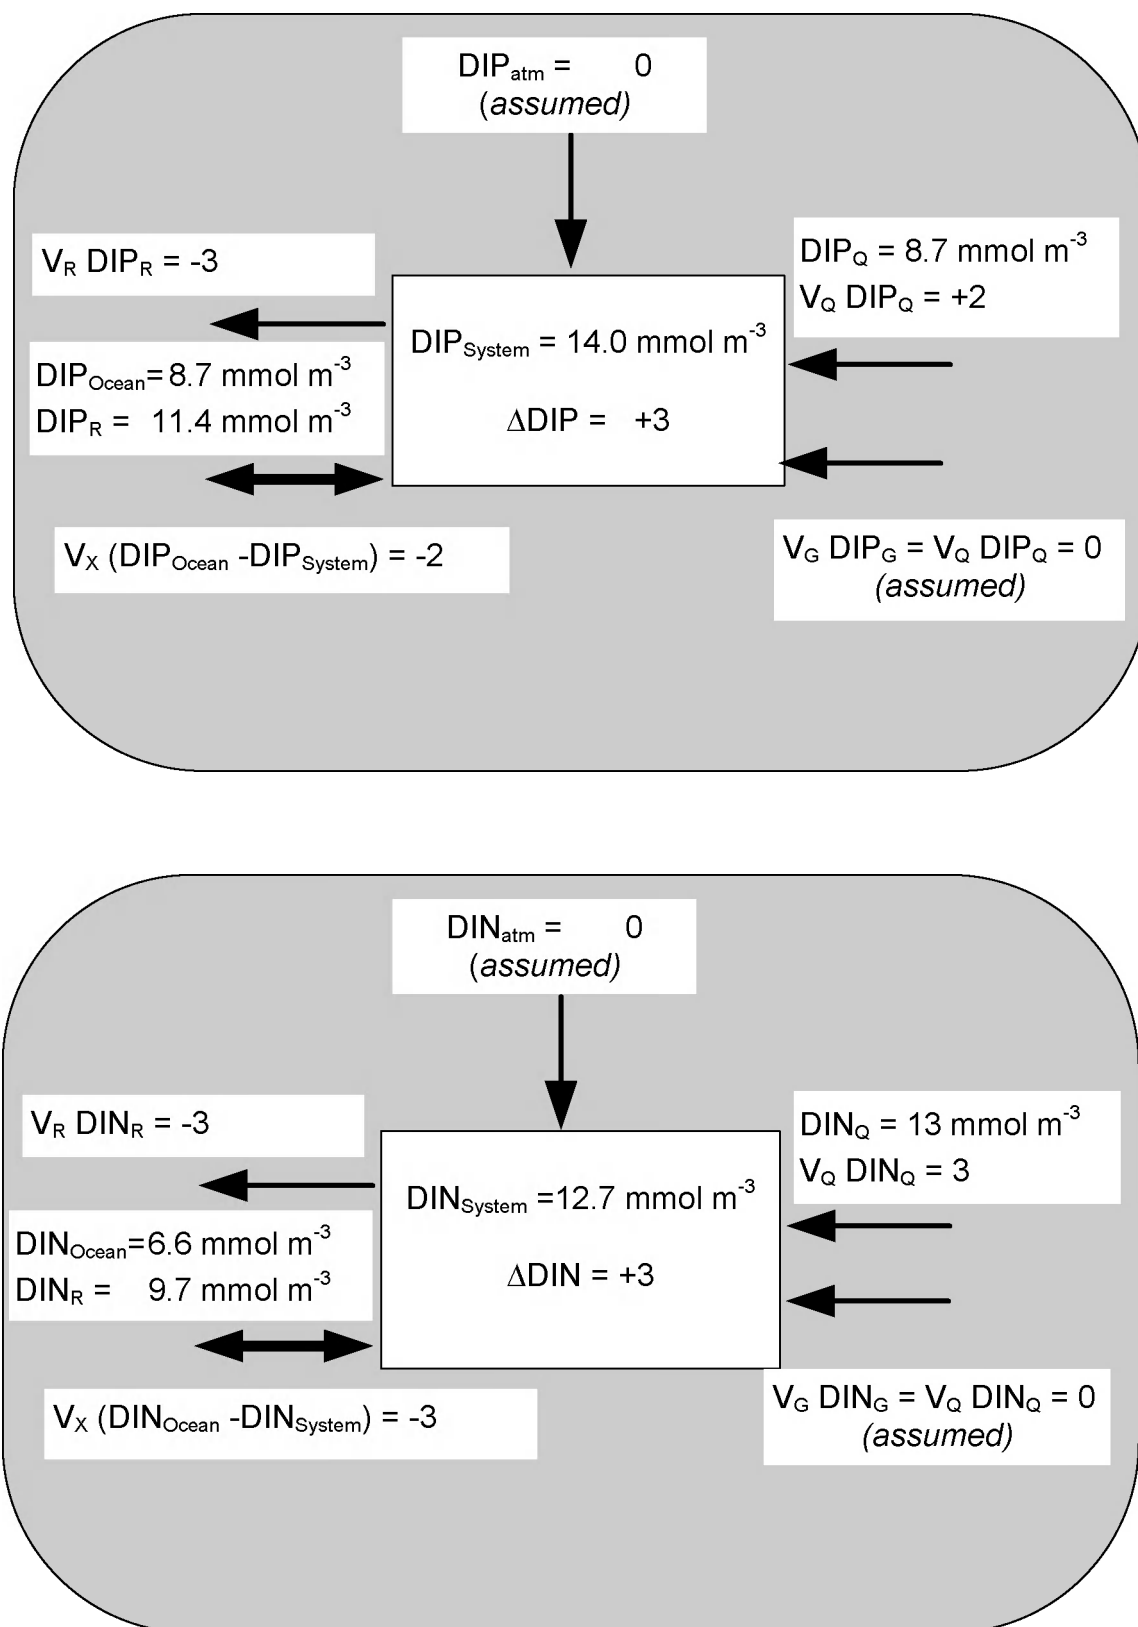 DIPatm = 0
(assumed)
VR DIPR = -3
DIPOcean= 8.7 mmol m-3
DIPR = 11.4 mmol m-3
VX (DIPOcean -DIPSystem) = -2
DIPSystem = 14.0 mmol m-3
ΔDIP = +3
DIPQ = 8.7 mmol m-3
VQ DIPQ = +2
VG DIPG = VQ DIPQ = 0
(assumed)
DINatm = 0
(assumed)
VR DINR = -3
DINOcean=6.6 mmol m-3
DINR = 9.7 mmol m-3
VX (DINOcean -DINSystem) = -3
DINSystem =12.7 mmol m-3
ΔDIN = +3
DINQ = 13 mmol m-3
VQ DINQ = 3
VG DING = VQ DINQ = 0
(assumed)